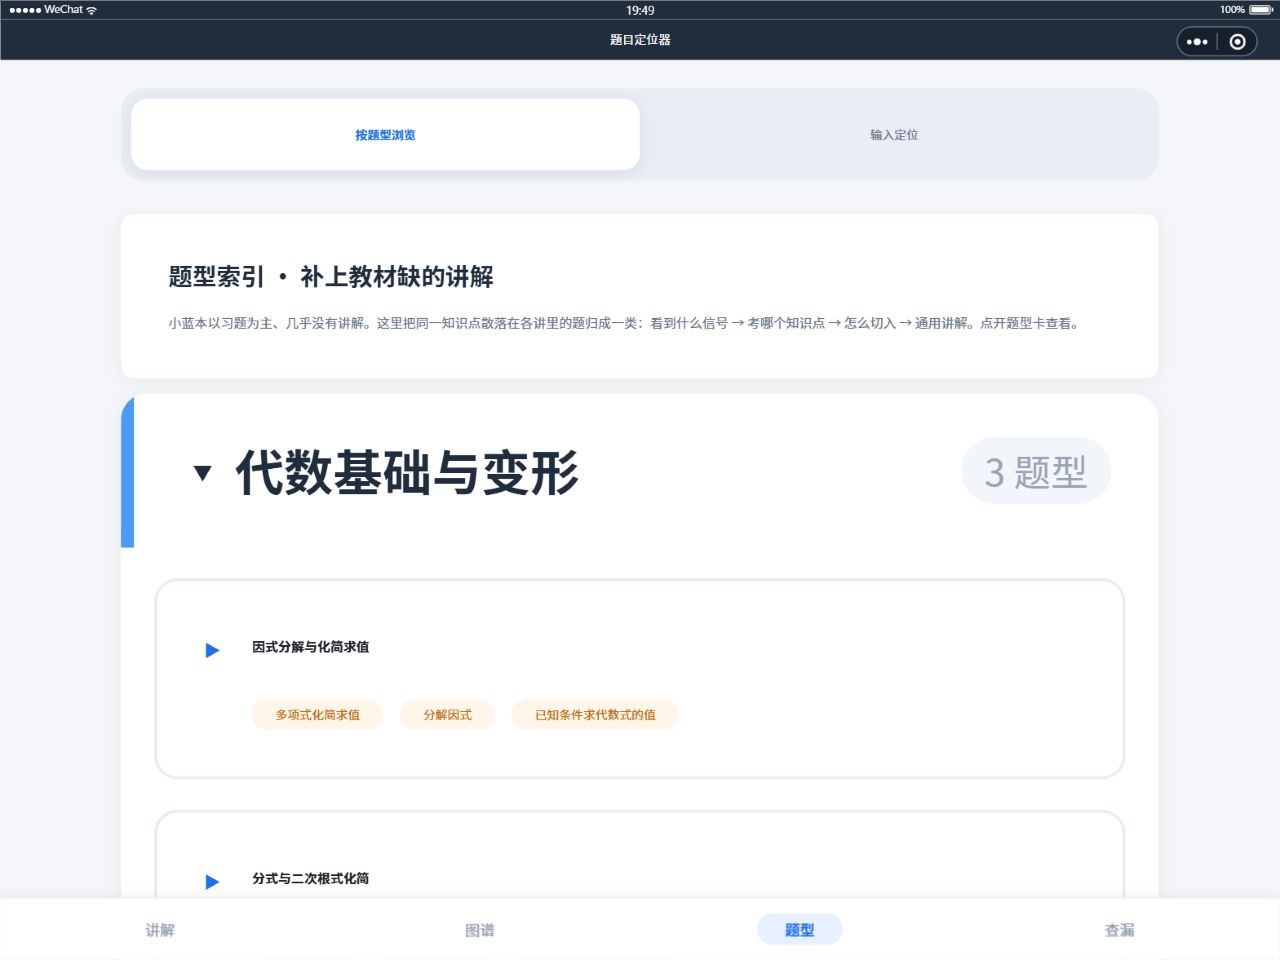 WeChat
19:49
100%
题目定位器
按题型浏览
输入定位
题型索引 · 补上教材缺的讲解
小蓝本以习题为主、几乎没有讲解。这里把同一知识点散落在各讲里的题归成一类：看到什么信号 → 考哪个知识点 → 怎么切入 → 通用讲解。点开题型卡查看。
▼ 代数基础与变形
3 题型
▶ 因式分解与化简求值
多项式化简求值
分解因式
已知条件求代数式的值
▶ 分式与二次根式化简
讲解
图谱
题型
查漏